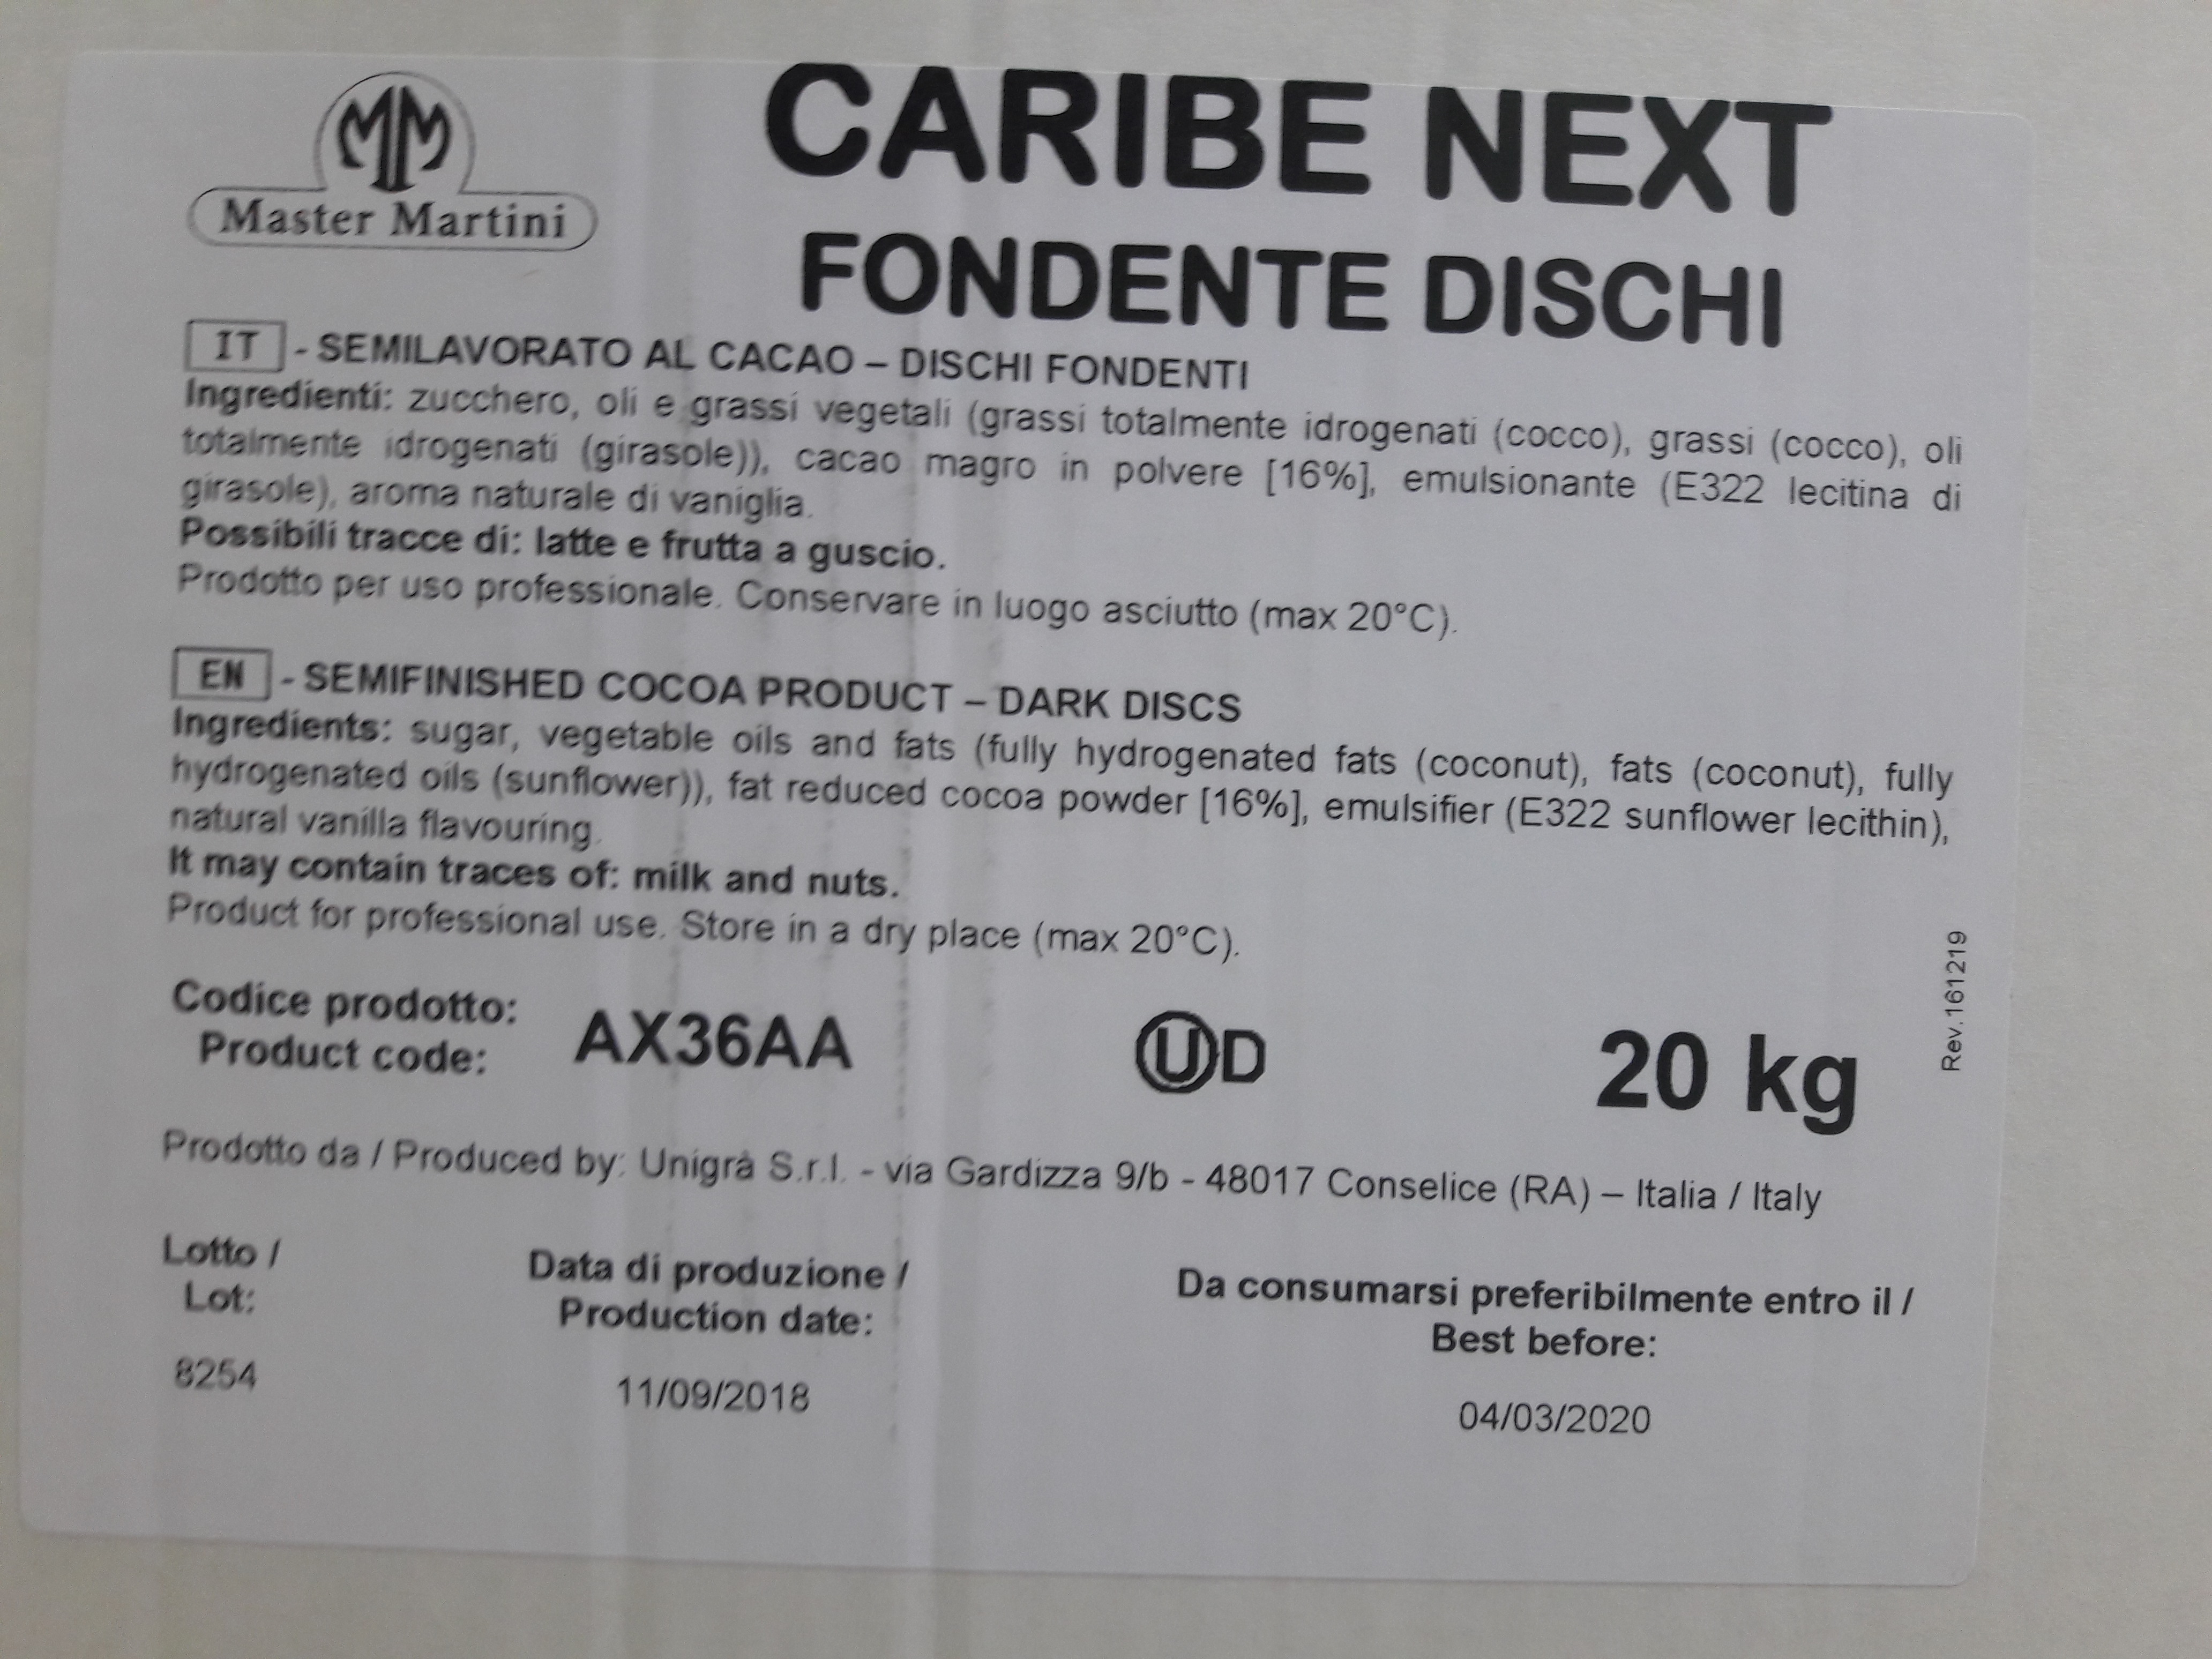 MM
Master Martini
CARIBE NEXT
FONDENTE DISCHI
IT - SEMILAVORATO AL CACAO – DISCHI FONDENTI
Ingredienti: zucchero, oli e grassi vegetali (grassi totalmente idrogenati (cocco), grassi (cocco), oli
totalmente idrogenati (girasole)), cacao magro in polvere [16%], emulsionante (E322 lecitina di
girasole), aroma naturale di vaniglia.
Possibili tracce di: latte e frutta a guscio.
Prodotto per uso professionale. Conservare in luogo asciutto (max 20°C).
EN - SEMIFINISHED COCOA PRODUCT – DARK DISCS
Ingredients: sugar, vegetable oils and fats (fully hydrogenated fats (coconut), fats (coconut), fully
hydrogenated oils (sunflower)), fat reduced cocoa powder [16%], emulsifier (E322 sunflower lecithin),
natural vanilla flavouring.
It may contain traces of: milk and nuts.
Product for professional use. Store in a dry place (max 20°C).
Codice prodotto:
Product code:
AX36AA
UD
20 kg
Rev.161219
Prodotto da / Produced by: Unigrà S.r.l. - via Gardizza 9/b - 48017 Conselice (RA) – Italia / Italy
Lotto /
Lot:
8254
Data di produzione /
Production date:
11/09/2018
Da consumarsi preferibilmente entro il /
Best before:
04/03/2020